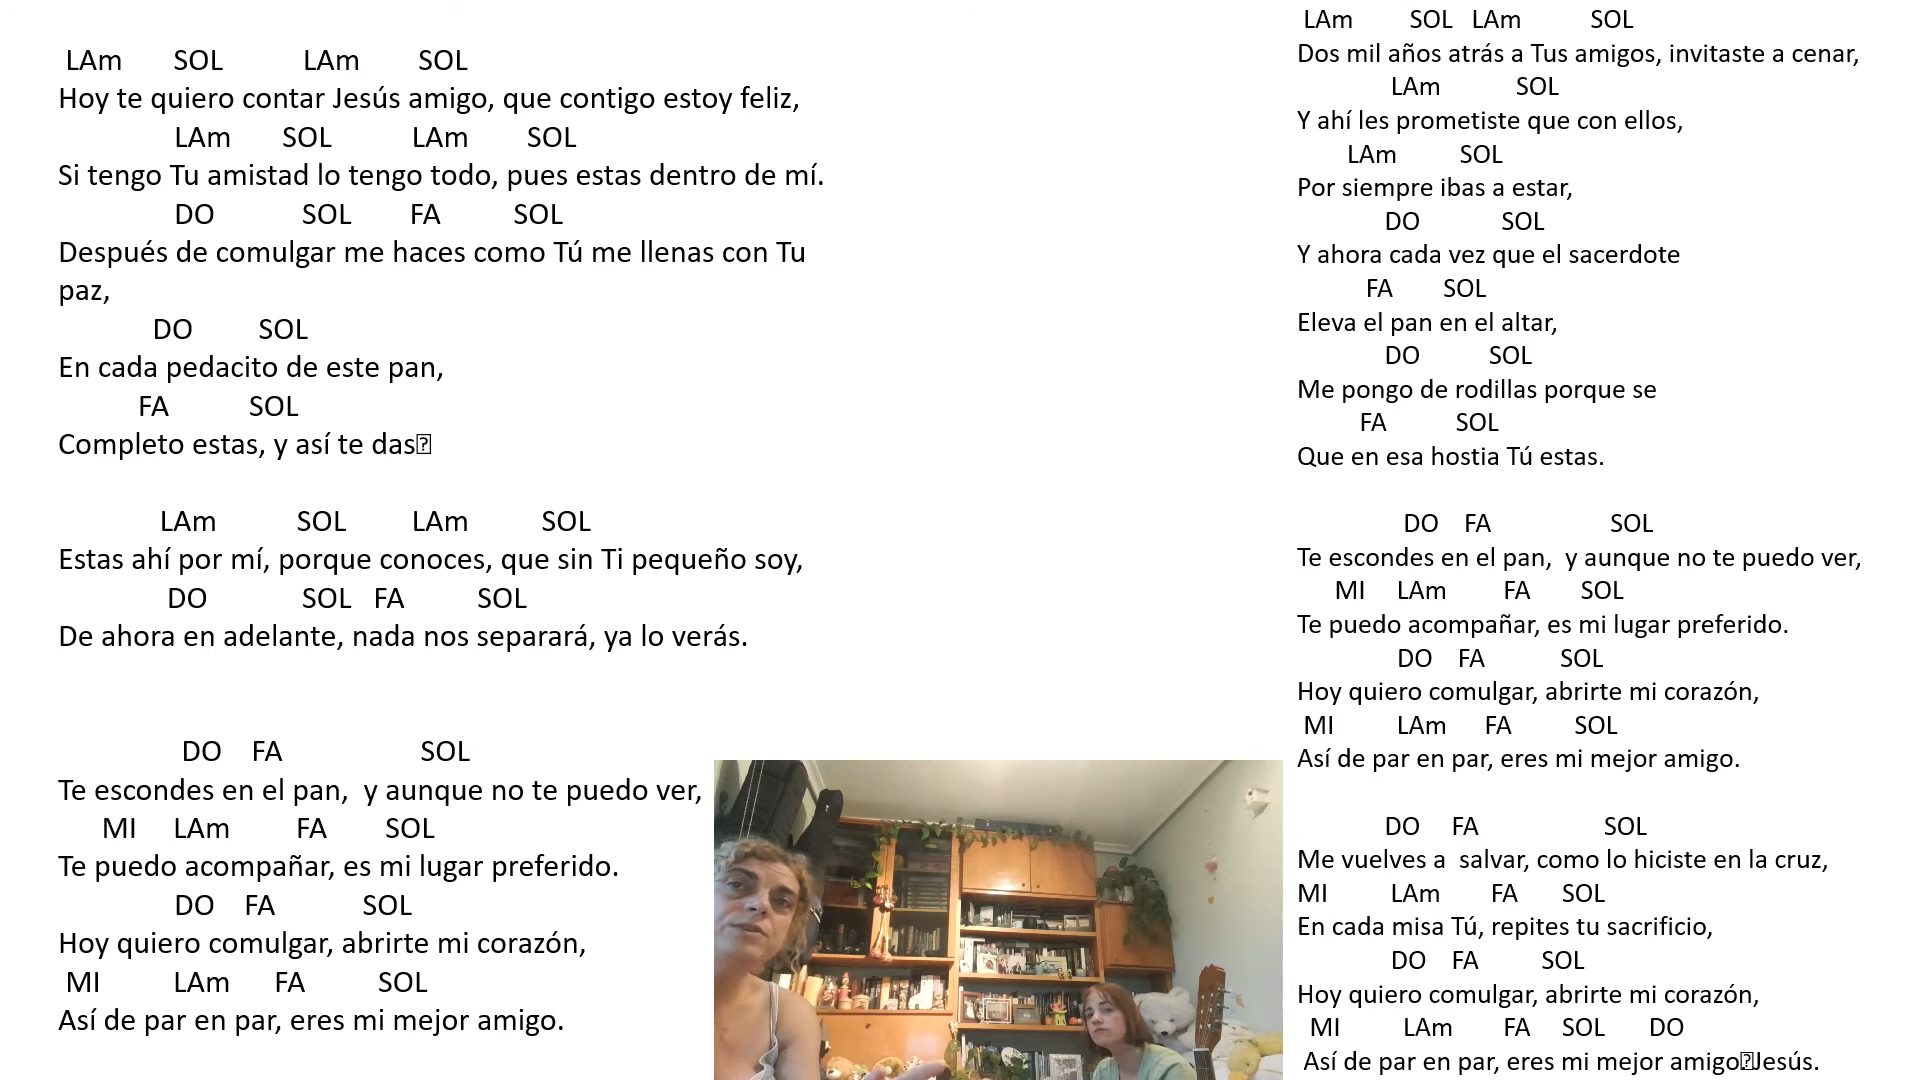 LAm SOL LAm SOL
Hoy te quiero contar Jesús amigo, que contigo estoy feliz,
LAm SOL LAm SOL
Si tengo Tu amistad lo tengo todo, pues estas dentro de mí.
DO SOL FA SOL
Después de comulgar me haces como Tú me llenas con Tu
paz,
DO SOL
En cada pedacito de este pan,
FA SOL
Completo estas, y así te das⍰
LAm SOL LAm SOL
Estas ahí por mí, porque conoces, que sin Ti pequeño soy,
DO SOL FA SOL
De ahora en adelante, nada nos separará, ya lo verás.
DO FA SOL
Te escondes en el pan, y aunque no te puedo ver,
MI LAm FA SOL
Te puedo acompañar, es mi lugar preferido.
DO FA SOL
Hoy quiero comulgar, abrirte mi corazón,
MI LAm FA SOL
Así de par en par, eres mi mejor amigo.
LAm SOL LAm SOL
Dos mil años atrás a Tus amigos, invitaste a cenar,
LAm SOL
Y ahí les prometiste que con ellos,
LAm SOL
Por siempre ibas a estar,
DO SOL
Y ahora cada vez que el sacerdote
FA SOL
Eleva el pan en el altar,
DO SOL
Me pongo de rodillas porque se
FA SOL
Que en esa hostia Tú estas.
DO FA SOL
Te escondes en el pan, y aunque no te puedo ver,
MI LAm FA SOL
Te puedo acompañar, es mi lugar preferido.
DO FA SOL
Hoy quiero comulgar, abrirte mi corazón,
MI LAm FA SOL
Así de par en par, eres mi mejor amigo.
DO FA SOL
Me vuelves a salvar, como lo hiciste en la cruz,
MI LAm FA SOL
En cada misa Tú, repites tu sacrificio,
DO FA SOL
Hoy quiero comulgar, abrirte mi corazón,
MI LAm FA SOL DO
Así de par en par, eres mi mejor amigo⍰Jesús.